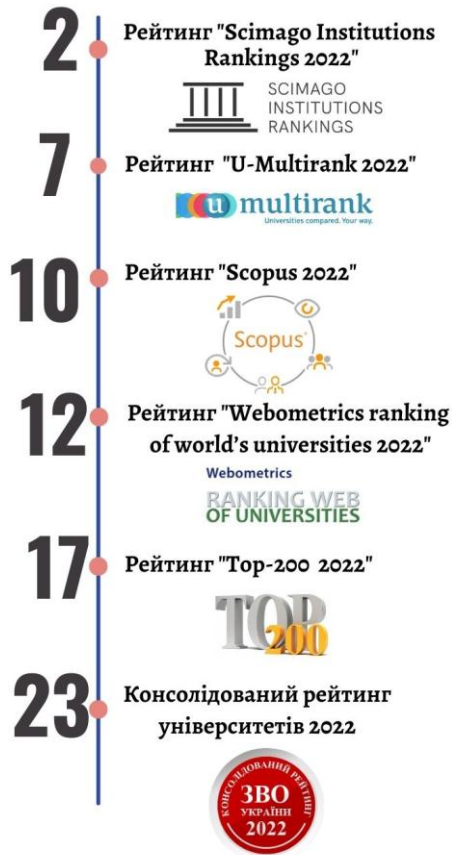 2
Рейтинг "Scimago Institutions
Rankings 2022"
SCIMAGO
INSTITUTIONS
RANKINGS
7
Рейтинг "U-Multirank 2022"
u multirank
Universities compared. Your way.
10
Рейтинг "Scopus 2022"
Scopus®
12
Рейтинг "Webometrics ranking
of world’s universities 2022"
Webometrics
RANKING WEB
OF UNIVERSITIES
17
Рейтинг "Top-200 2022"
TOP
200
23
Консолідований рейтинг
університетів 2022
КОНСОЛІДОВАНИЙ РЕЙТИНГ
ЗВО
УКРАЇНИ
2022